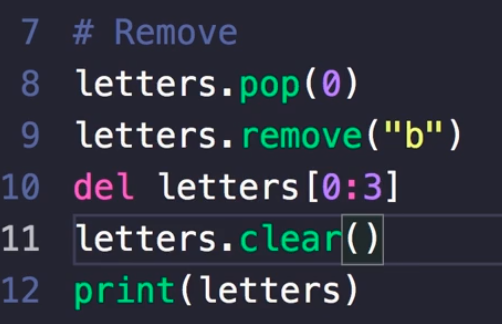 7 # Remove
8 letters.pop(0)
9 letters.remove("b")
10 del letters[0:3]
11 letters.clear()
12 print(letters)